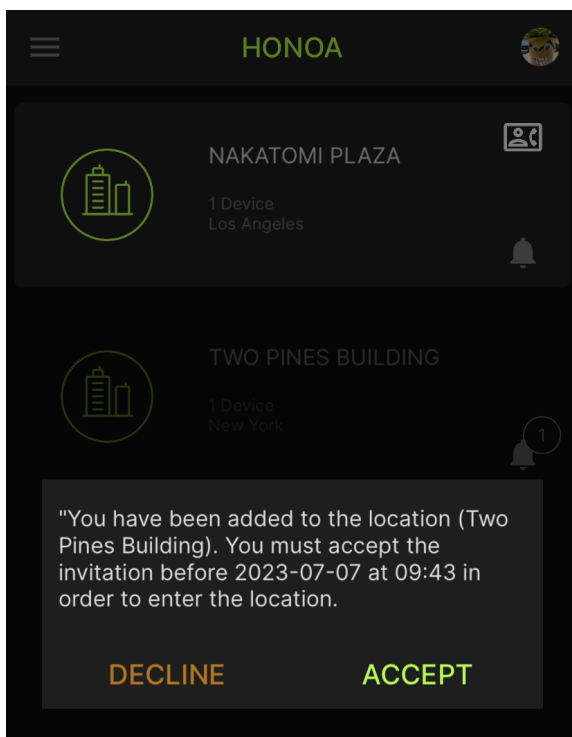 HONOA
NAKATOMI PLAZA
1 Device
Los Angeles
TWO PINES BUILDING
1 Device
New York
1
"You have been added to the location (Two
Pines Building). You must accept the
invitation before 2023-07-07 at 09:43 in
order to enter the location.
DECLINE
ACCEPT